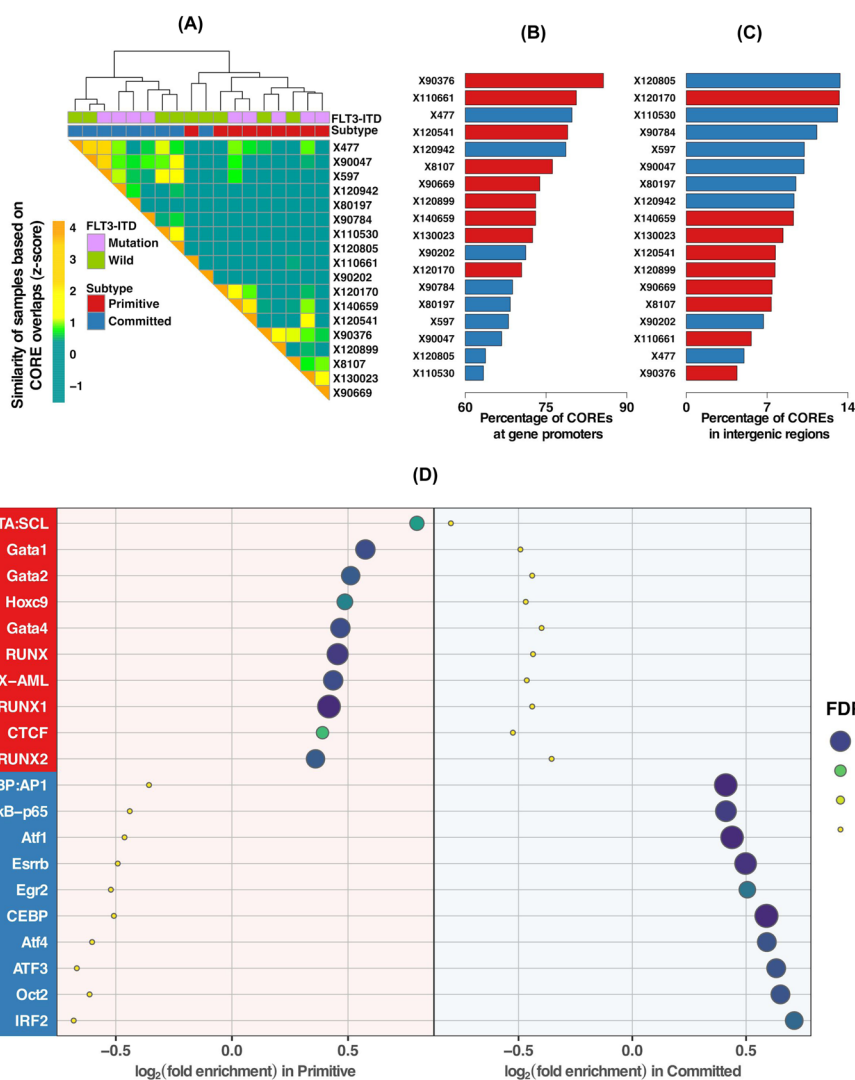 (A)
FLT3-ITD
Subtype
X477
X90047
X597
X120942
X80197
X90784
X110530
X120805
X110661
X90202
X120170
X140659
X120541
X90376
X120899
X8107
X130023
X90669
Similarity of samples based on
CORE overlaps (z-score)
4
3
2
1
0
−1
FLT3-ITD
Mutation
Wild
Subtype
Primitive
Committed
(B)
X90376
X110661
X477
X120541
X120942
X8107
X90669
X120899
X140659
X130023
X90202
X120170
X90784
X80197
X597
X90047
X120805
X110530
60 75 90
Percentage of COREs
at gene promoters
(C)
X120805
X120170
X110530
X90784
X597
X90047
X80197
X120942
X140659
X130023
X120541
X120899
X90669
X8107
X90202
X110661
X477
X90376
0 7 14
Percentage of COREs
in intergenic regions
(D)
TA:SCL
Gata1
Gata2
Hoxc9
Gata4
RUNX
X−AML
RUNX1
CTCF
RUNX2
BP:AP1
kB−p65
Atf1
Esrrb
Egr2
CEBP
Atf4
ATF3
Oct2
IRF2
−0.5 0.0 0.5 −0.5 0.0 0.5
log2(fold enrichment) in Primitive log2(fold enrichment) in Committed